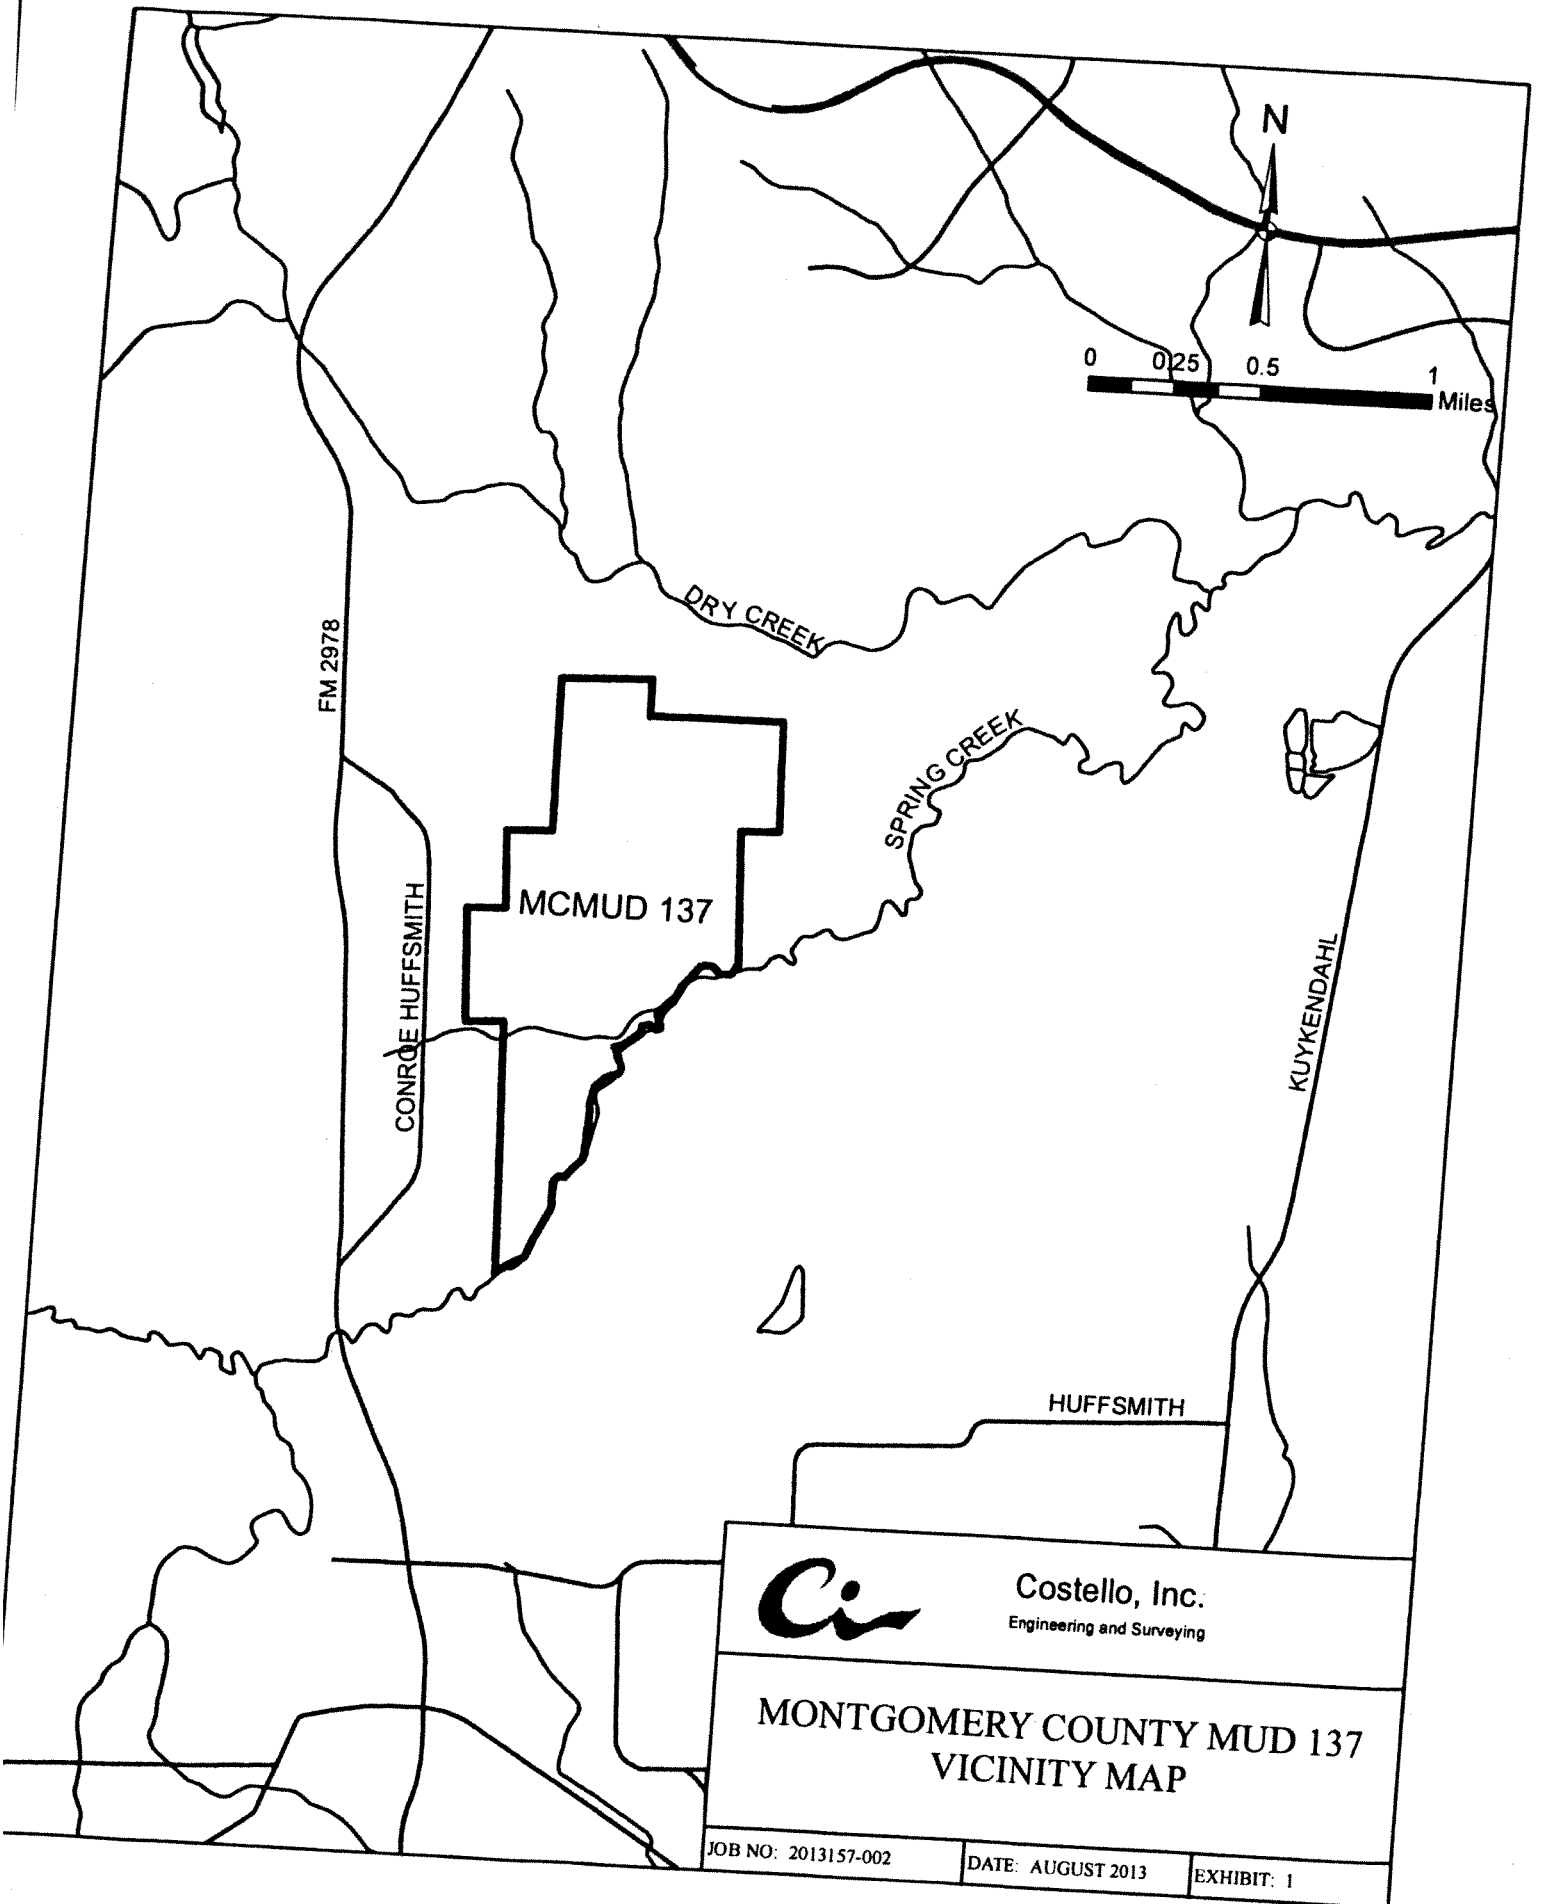 N
0 0.25 0.5 1
Miles
DRY CREEK
FM 2978
SPRING CREEK
MCMUD 137
CONROE HUFFSMITH
KUYKENDAHL
HUFFSMITH
Ci
Costello, Inc.
Engineering and Surveying
MONTGOMERY COUNTY MUD 137
VICINITY MAP
JOB NO: 2013157-002 DATE: AUGUST 2013 EXHIBIT: 1